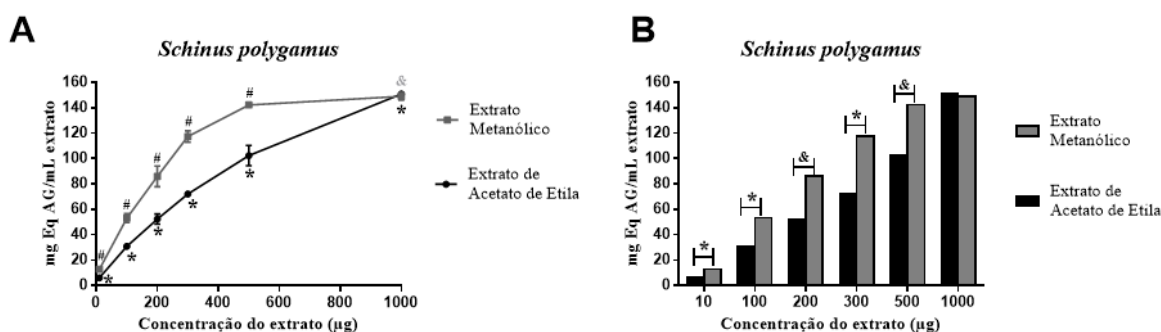 A
Schinus polygamus
mg Eq AG/mL extrato
160
140
120
100
80
60
40
20
0
# # # # #
&
* * * * * *
0 200 400 600 800 1000
Concentração do extrato (µg)
Extrato
Metanólico
Extrato de
Acetato de Etila
B
Schinus polygamus
mg Eq AG/mL extrato
160
140
120
100
80
60
40
20
0
* * & * &
10 100 200 300 500 1000
Concentração do extrato (µg)
Extrato
Metanólico
Extrato de
Acetato de Etila